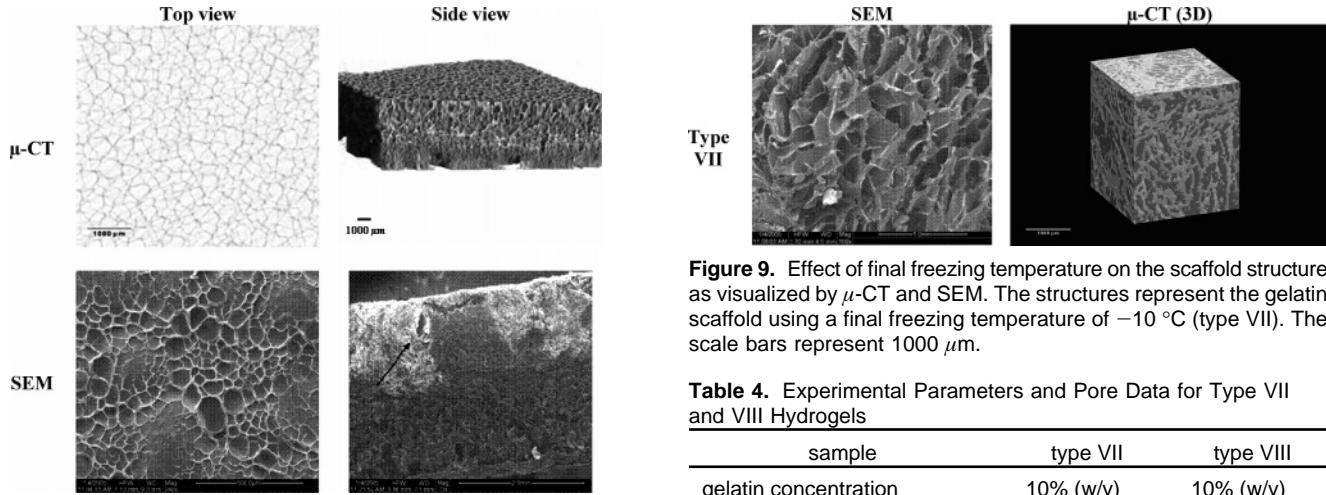 Top view Side view
μ-CT
1000 μm
1000 μm
SEM
SEM μ-CT (3D)
Type
VII
1000 μm
Figure 9. Effect of final freezing temperature on the scaffold structure
as visualized by μ-CT and SEM. The structures represent the gelatin
scaffold using a final freezing temperature of −10 °C (type VII). The
scale bars represent 1000 μm.
Table 4. Experimental Parameters and Pore Data for Type VII
and VIII Hydrogels
sample type VII type VIII
gelatin concentration 10% (w/v) 10% (w/v)